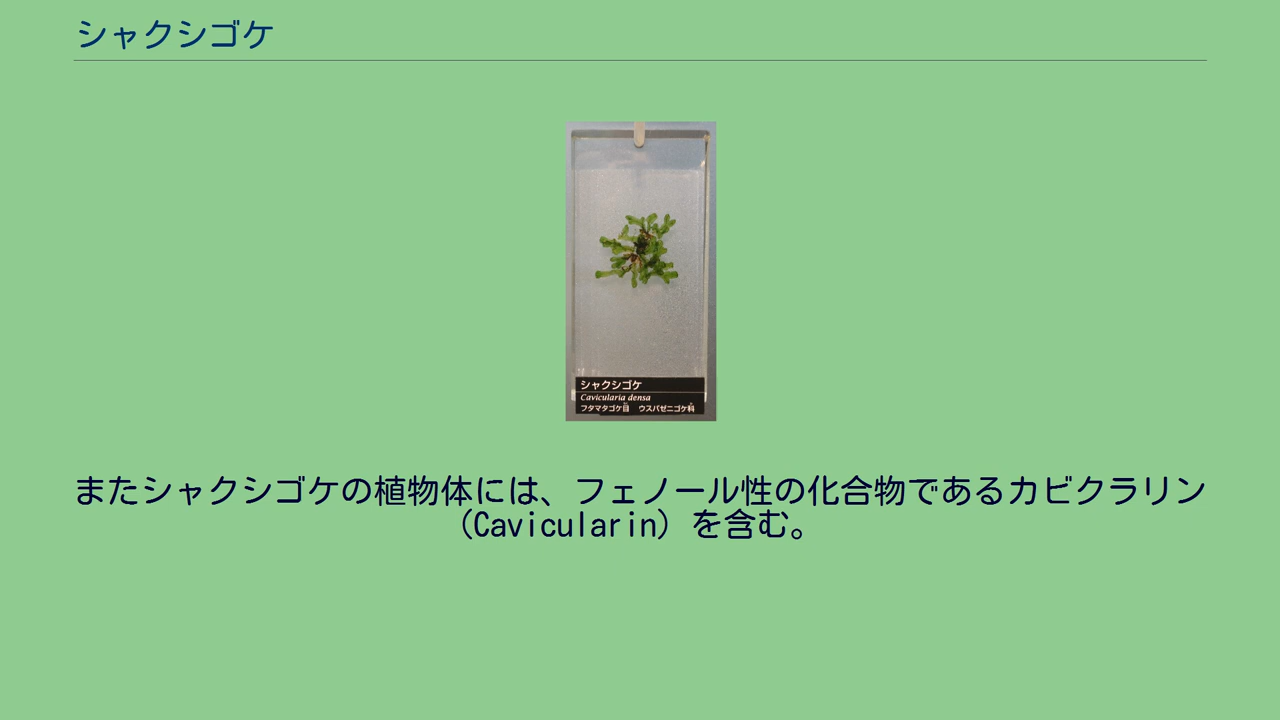 シャクシゴケ
シャクシゴケ
Cavicularia densa
フタマタゴケ目 ウスバゼニゴケ科
またシャクシゴケの植物体には、フェノール性の化合物であるカビクラリン
(Cavicularin) を含む。